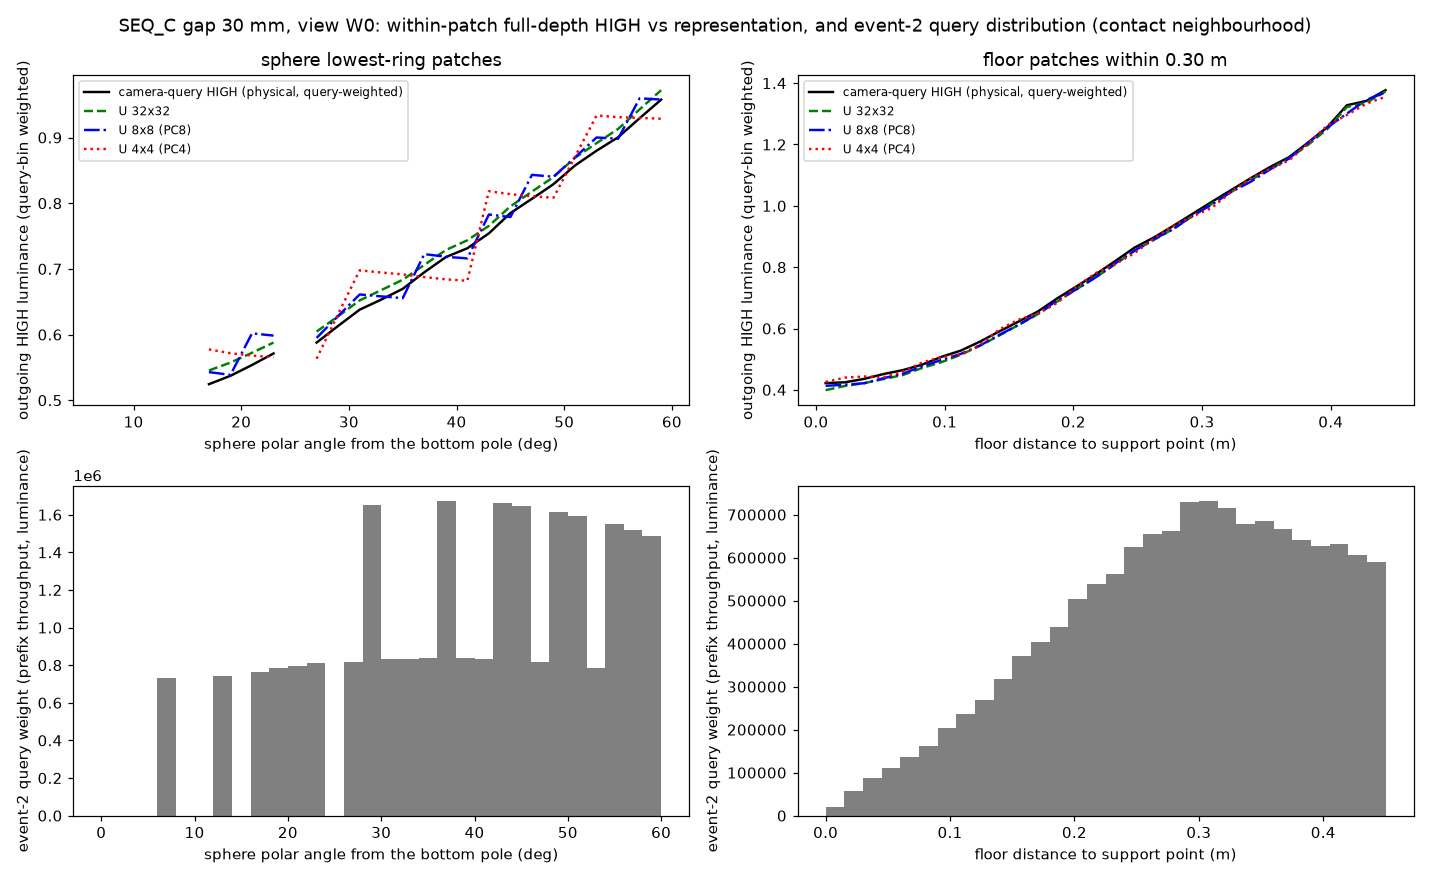 SEQ_C gap 30 mm, view W0: within-patch full-depth HIGH vs representation, and event-2 query distribution (contact neighbourhood)
sphere lowest-ring patches
outgoing HIGH luminance (query-bin weighted)
0.9
0.8
0.7
0.6
0.5
camera-query HIGH (physical, query-weighted)
U 32x32
U 8x8 (PC8)
U 4x4 (PC4)
10
20
30
40
50
60
sphere polar angle from the bottom pole (deg)
floor patches within 0.30 m
outgoing HIGH luminance (query-bin weighted)
1.4
1.2
1.0
0.8
0.6
0.4
camera-query HIGH (physical, query-weighted)
U 32x32
U 8x8 (PC8)
U 4x4 (PC4)
0.0
0.1
0.2
0.3
0.4
floor distance to support point (m)
1e6
event-2 query weight (prefix throughput, luminance)
1.6
1.4
1.2
1.0
0.8
0.6
0.4
0.2
0.0
0
10
20
30
40
50
60
sphere polar angle from the bottom pole (deg)
event-2 query weight (prefix throughput, luminance)
700000
600000
500000
400000
300000
200000
100000
0
0.0
0.1
0.2
0.3
0.4
floor distance to support point (m)